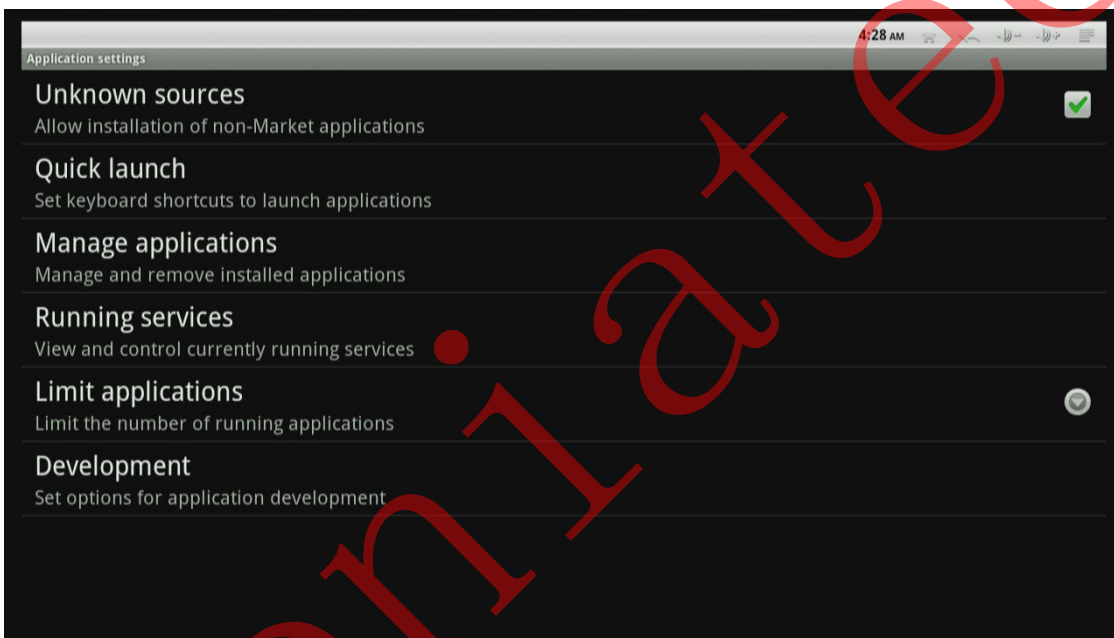 4:28 AM
Application settings
Unknown sources
Allow installation of non-Market applications
Quick launch
Set keyboard shortcuts to launch applications
Manage applications
Manage and remove installed applications
Running services
View and control currently running services
Limit applications
Limit the number of running applications
Development
Set options for application development